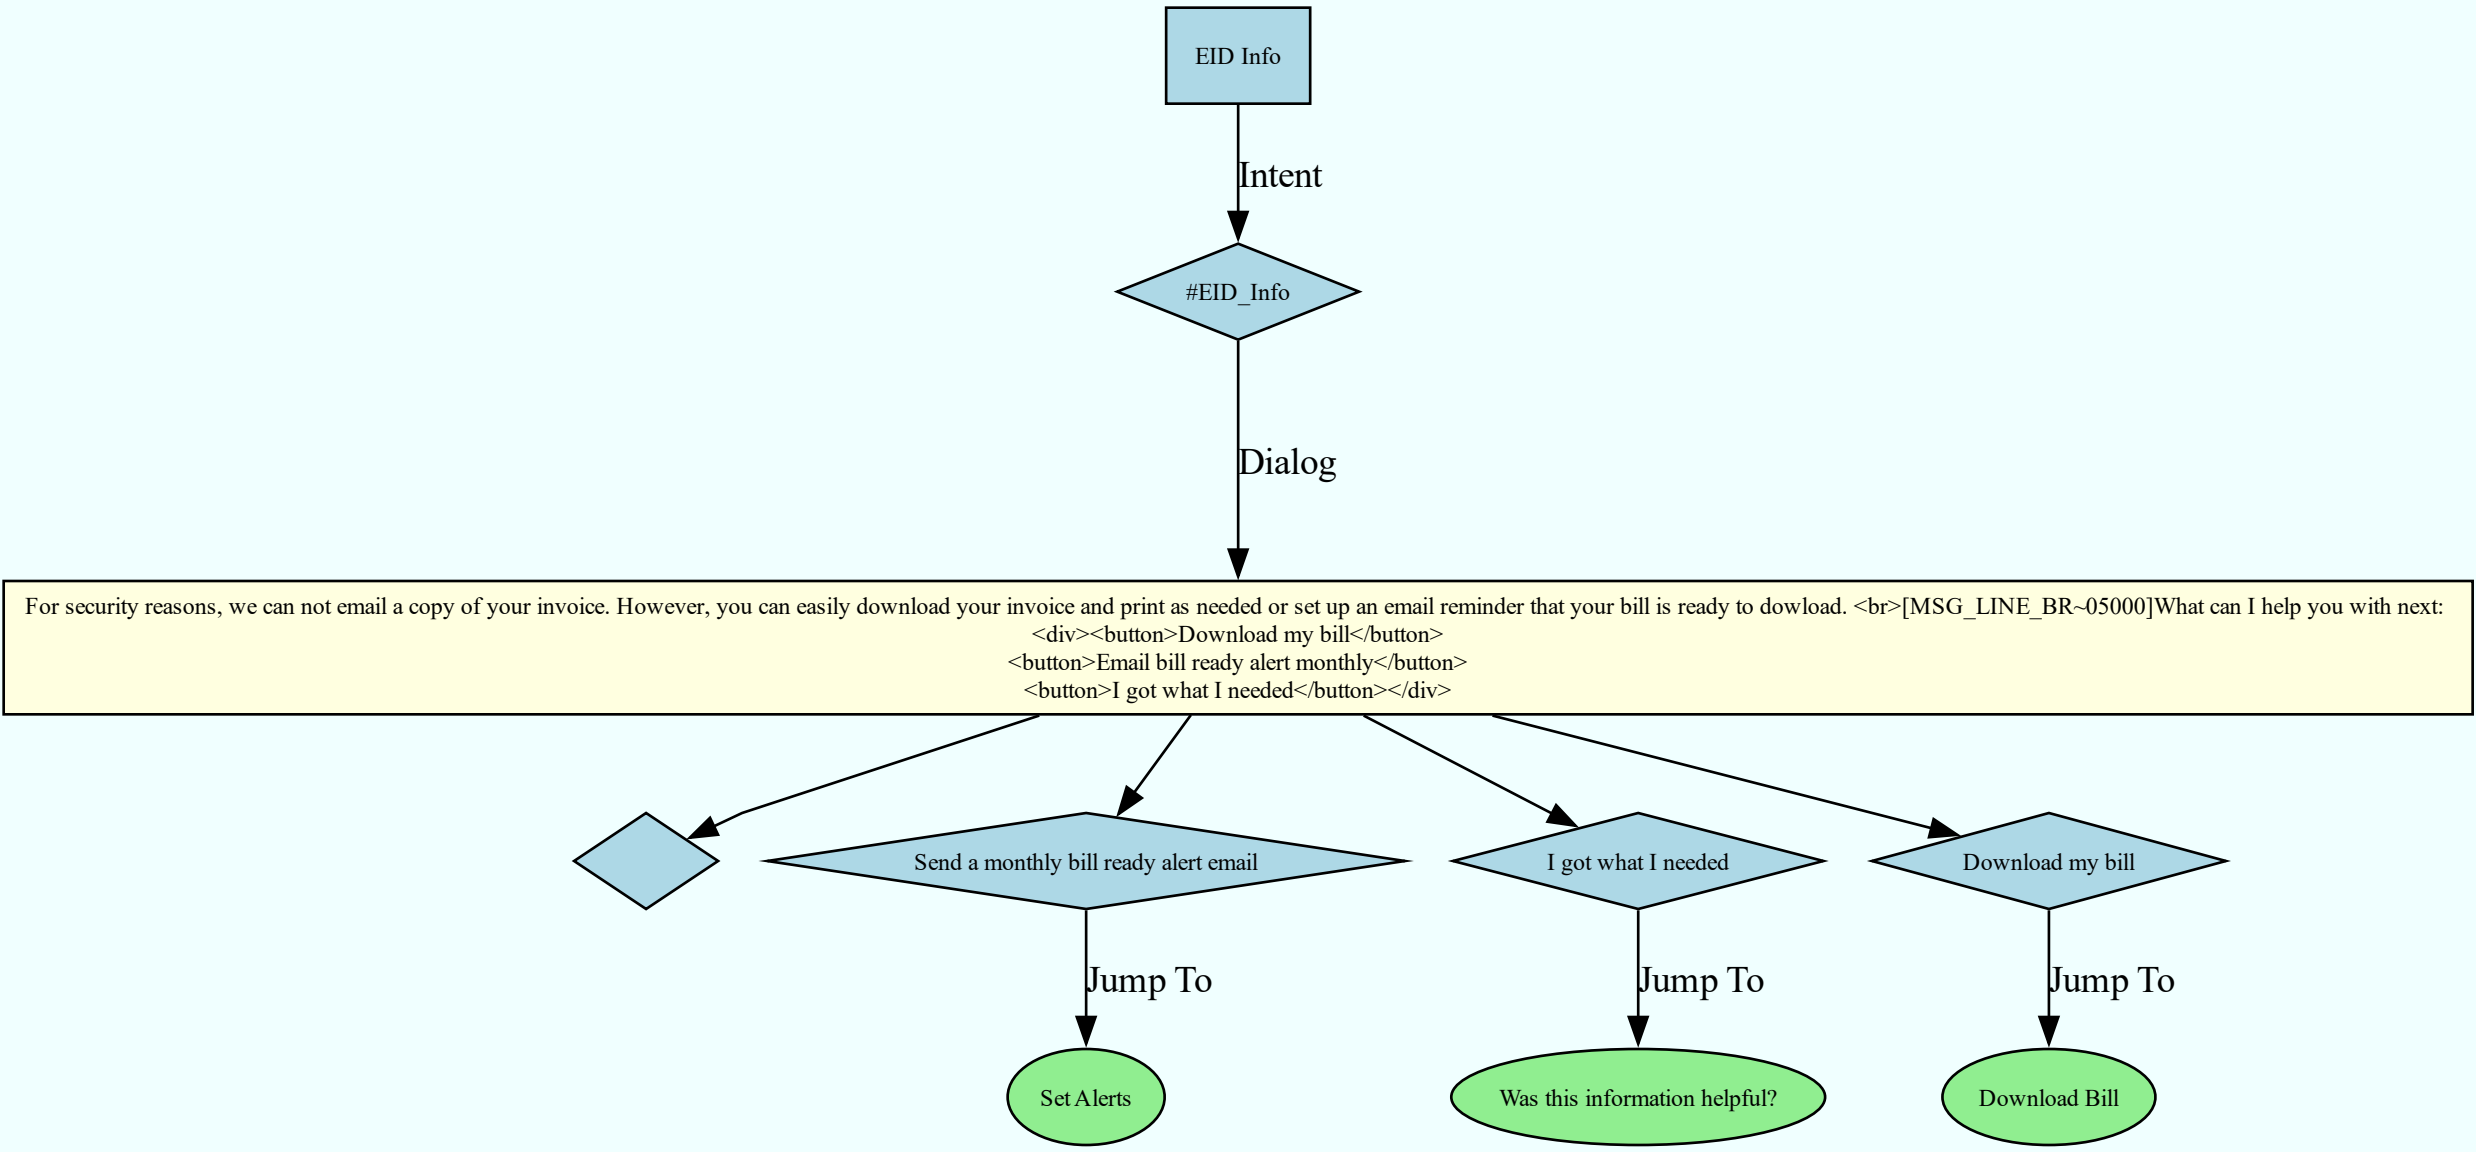 EID Info
Intent
#EID_Info
Dialog
For security reasons, we can not email a copy of your invoice. However, you can easily download your invoice and print as needed or set up an email reminder that your bill is ready to dowload. <br>[MSG_LINE_BR~05000]What can I help you with next:
<div><button>Download my bill</button>
<button>Email bill ready alert monthly</button>
<button>I got what I needed</button></div>
Send a monthly bill ready alert email
I got what I needed
Download my bill
Jump To
Jump To
Jump To
Set Alerts
Was this information helpful?
Download Bill